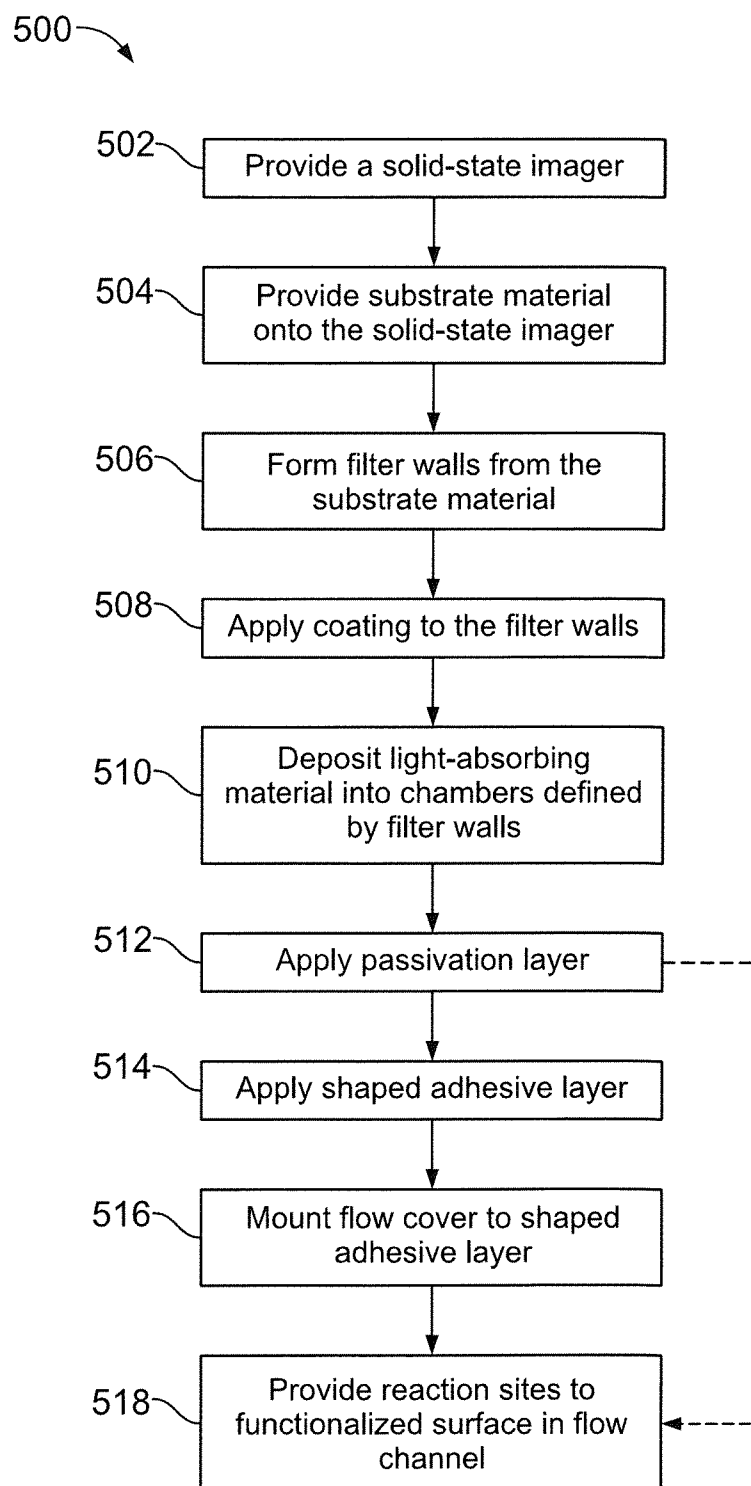 500
502
Provide a solid-state imager
504
Provide substrate material
onto the solid-state imager
506
Form filter walls from the
substrate material
508
Apply coating to the filter walls
510
Deposit light-absorbing
material into chambers defined
by filter walls
512
Apply passivation layer
514
Apply shaped adhesive layer
516
Mount flow cover to shaped
adhesive layer
518
Provide reaction sites to
functionalized surface in flow
channel